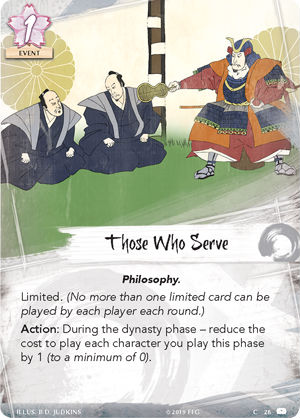 1
EVENT
Those Who Serve
Philosophy.
Limited. (No more than one limited card can be
played by each player each round.)
Action: During the dynasty phase – reduce the
cost to play each character you play this phase
by 1 (to a minimum of 0).
ILLUS. B.D. JUDKINS
©2019 FFG
C 26